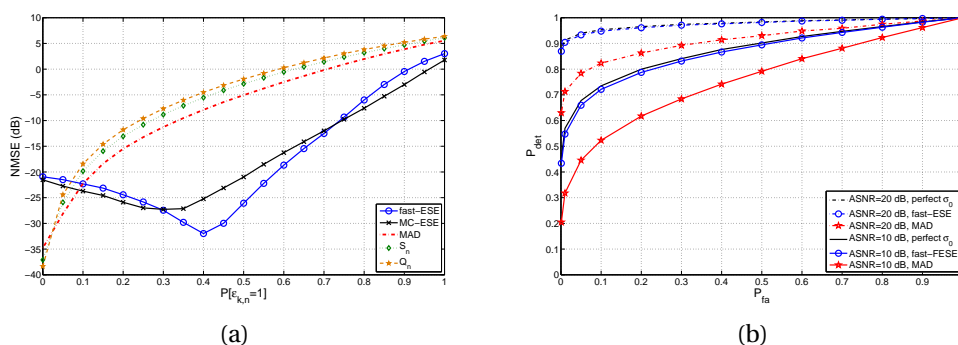 10
5
0
−5
−10
−15
−20
−25
−30
−35
−40
NMSE (dB)
0 0.1 0.2 0.3 0.4 0.5 0.6 0.7 0.8 0.9 1
P[ε_{k,n}=1]
fast−ESE
MC−ESE
MAD
S_n
Q_n
(a)
1
0.9
0.8
0.7
0.6
0.5
0.4
0.3
0.2
0.1
0
P_det
0 0.1 0.2 0.3 0.4 0.5 0.6 0.7 0.8 0.9
P_fa
ASNR=20 dB, perfect σ_0
ASNR=20 dB, fast−ESE
ASNR=20 dB, MAD
ASNR=10 dB, perfect σ_0
ASNR=10 dB, fast−FESE
ASNR=10 dB, MAD
(b)